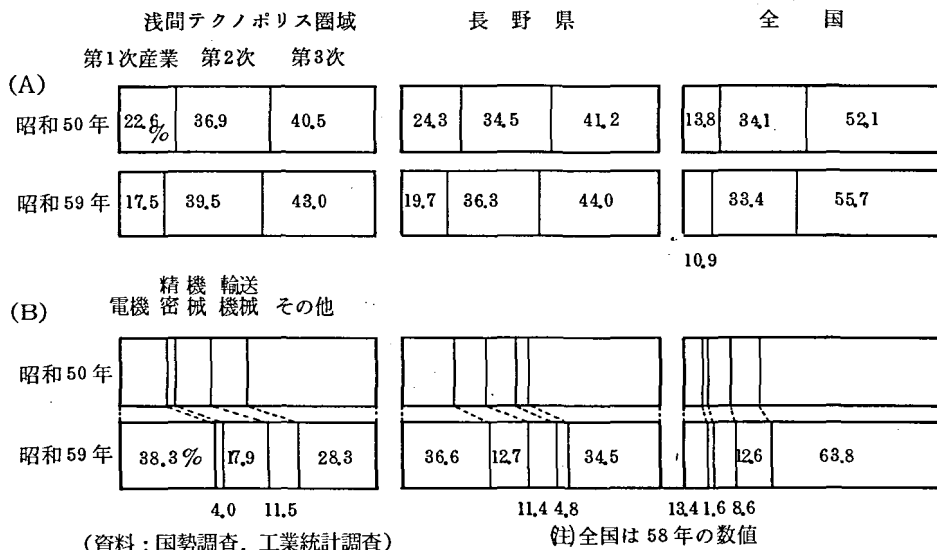 浅間テクノポリス圏域 長野県 全国
第1次産業 第2次 第3次
(A)
昭和50年 22.6% 36.9 40.5 24.3 34.5 41.2 13.8 34.1 52.1
昭和59年 17.5 39.5 43.0 19.7 36.3 44.0 33.4 55.7
10.9
(B)
電機 精密 機械 輸送機械 その他
昭和50年
昭和59年 38.3% 17.9 28.3 36.6 12.7 34.5 12.6 63.8
4.0 11.5 11.4 4.8 13.4 1.6 8.6
(資料:国勢調査,工業統計調査) (注)全国は58年の数値